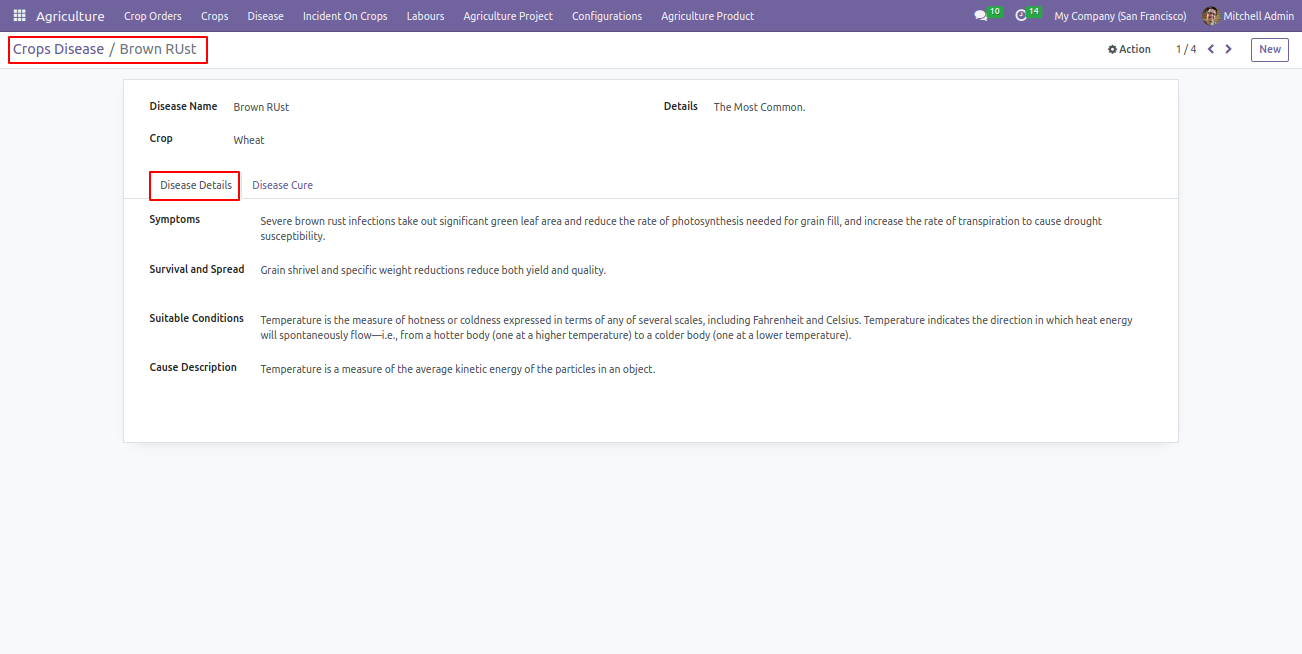 Agriculture Crop Orders Crops Disease Incident On Crops Labours Agriculture Project Configurations Agriculture Product 10 14 My Company (San Francisco) Mitchell Admin
Crops Disease / Brown RUst Action 1 / 4 New
Disease Name Brown RUst Details The Most Common.
Crop Wheat
Disease Details Disease Cure
Symptoms Severe brown rust infections take out significant green leaf area and reduce the rate of photosynthesis needed for grain fill, and increase the rate of transpiration to cause drought
susceptibility.
Survival and Spread Grain shrivel and specific weight reductions reduce both yield and quality.
Suitable Conditions Temperature is the measure of hotness or coldness expressed in terms of any of several scales, including Fahrenheit and Celsius. Temperature indicates the direction in which heat energy
will spontaneously flow—i.e., from a hotter body (one at a higher temperature) to a colder body (one at a lower temperature).
Cause Description Temperature is a measure of the average kinetic energy of the particles in an object.